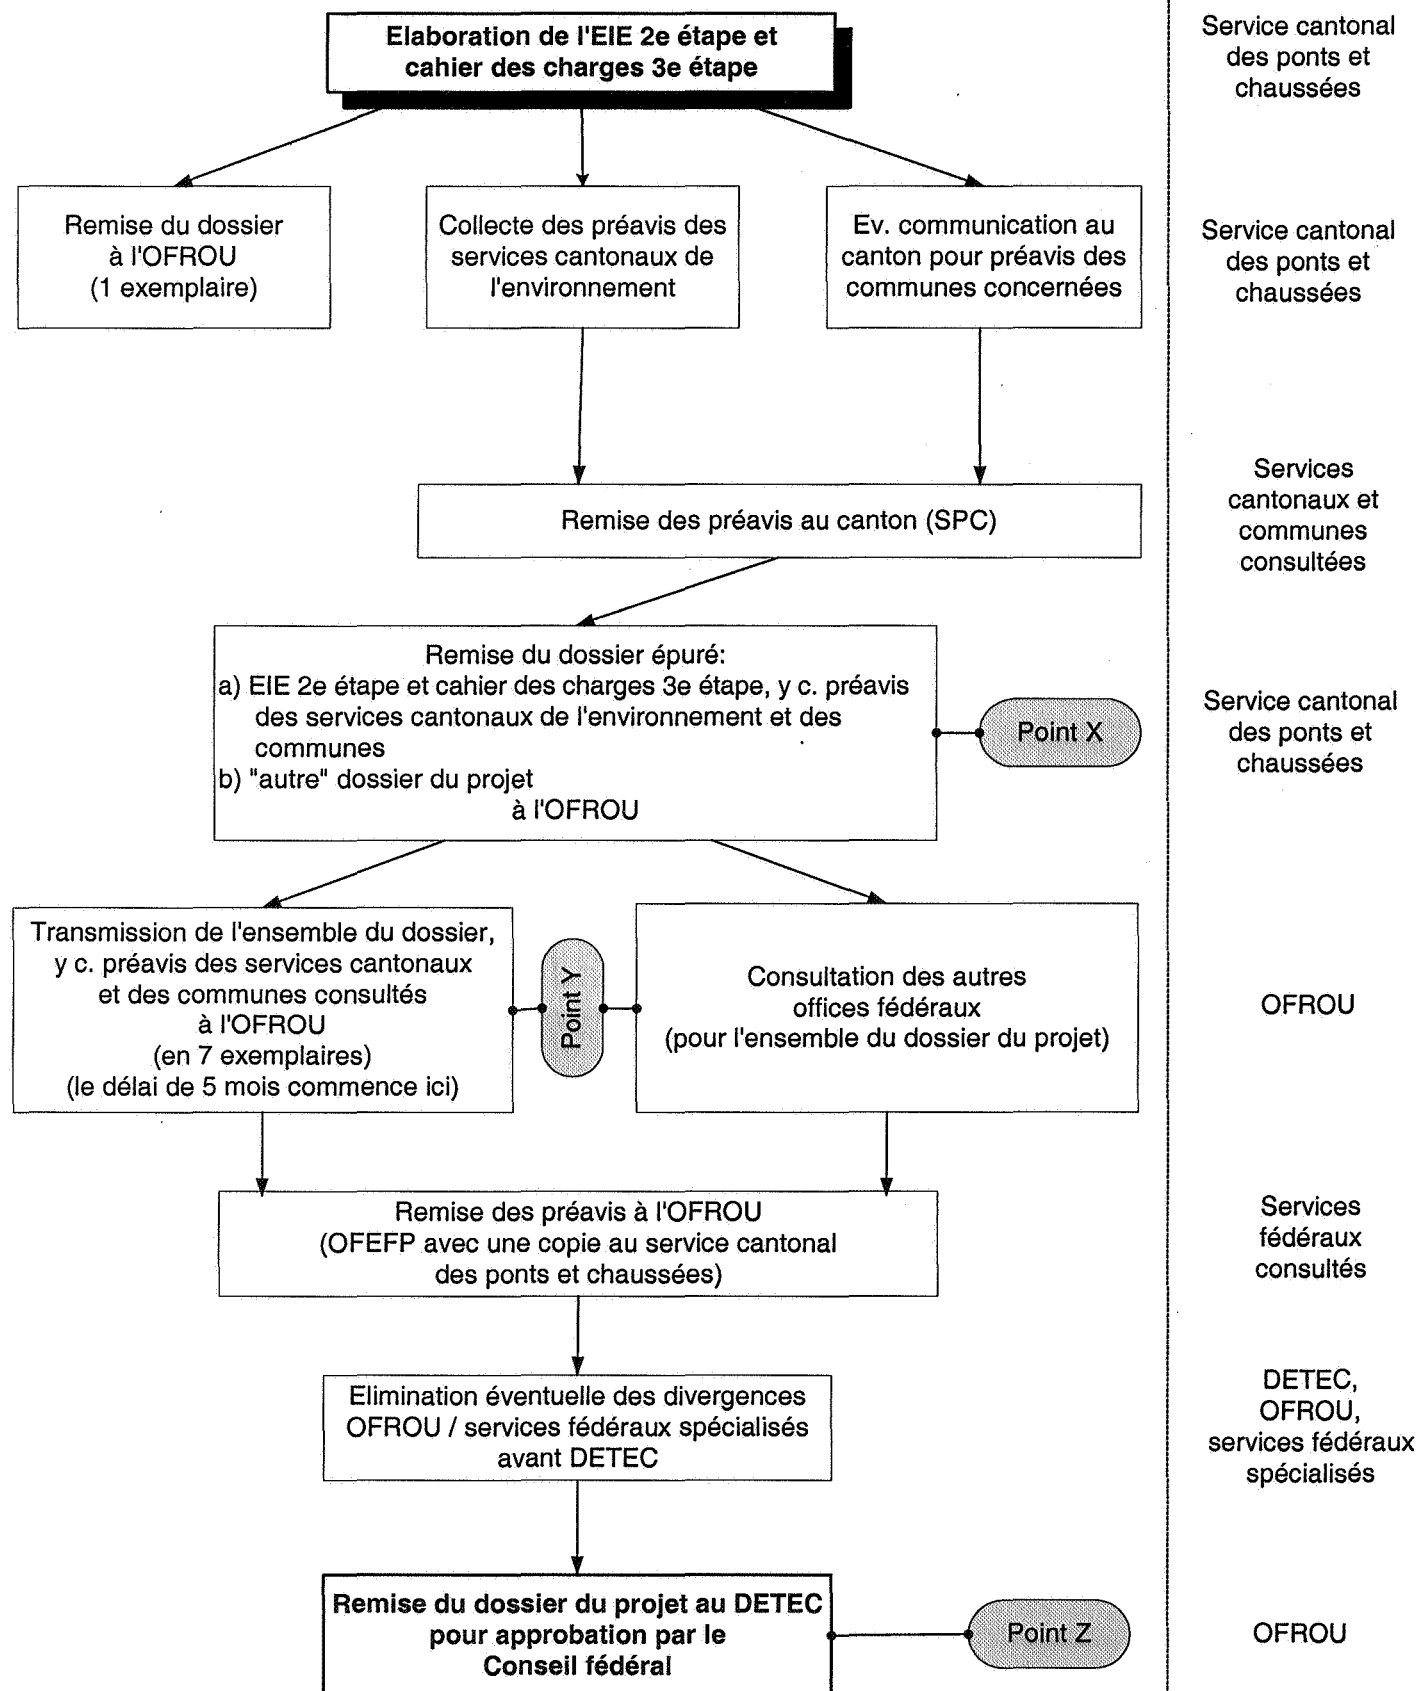 Elaboration de l'EIE 2e étape et
cahier des charges 3e étape
Service cantonal
des ponts et
chaussées
Remise du dossier
à l'OFROU
(1 exemplaire)
Collecte des préavis des
services cantonaux de
l'environnement
Ev. communication au
canton pour préavis des
communes concernées
Service cantonal
des ponts et
chaussées
Remise des préavis au canton (SPC)
Services
cantonaux et
communes
consultées
Remise du dossier épuré:
a) EIE 2e étape et cahier des charges 3e étape, y c. préavis
des services cantonaux de l'environnement et des
communes
b) "autre" dossier du projet
à l'OFROU
Point X
Service cantonal
des ponts et
chaussées
Transmission de l'ensemble du dossier,
y c. préavis des services cantonaux
et des communes consultés
à l'OFROU
(en 7 exemplaires)
(le délai de 5 mois commence ici)
Point Y
Consultation des autres
offices fédéraux
(pour l'ensemble du dossier du projet)
OFROU
Remise des préavis à l'OFROU
(OFEFP avec une copie au service cantonal
des ponts et chaussées)
Services
fédéraux
consultés
Elimination éventuelle des divergences
OFROU / services fédéraux spécialisés
avant DETEC
DETEC,
OFROU,
services fédéraux
spécialisés
Remise du dossier du projet au DETEC
pour approbation par le
Conseil fédéral
Point Z
OFROU